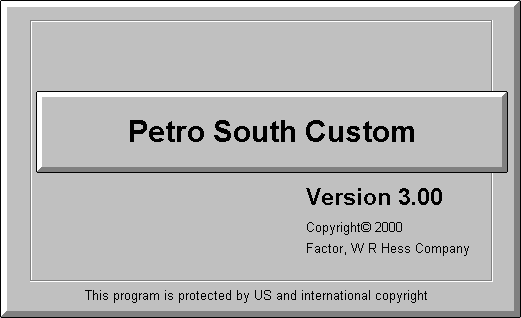 Petro South Custom
Version 3.00
Copyright© 2000
Factor, W R Hess Company
This program is protected by US and international copyright